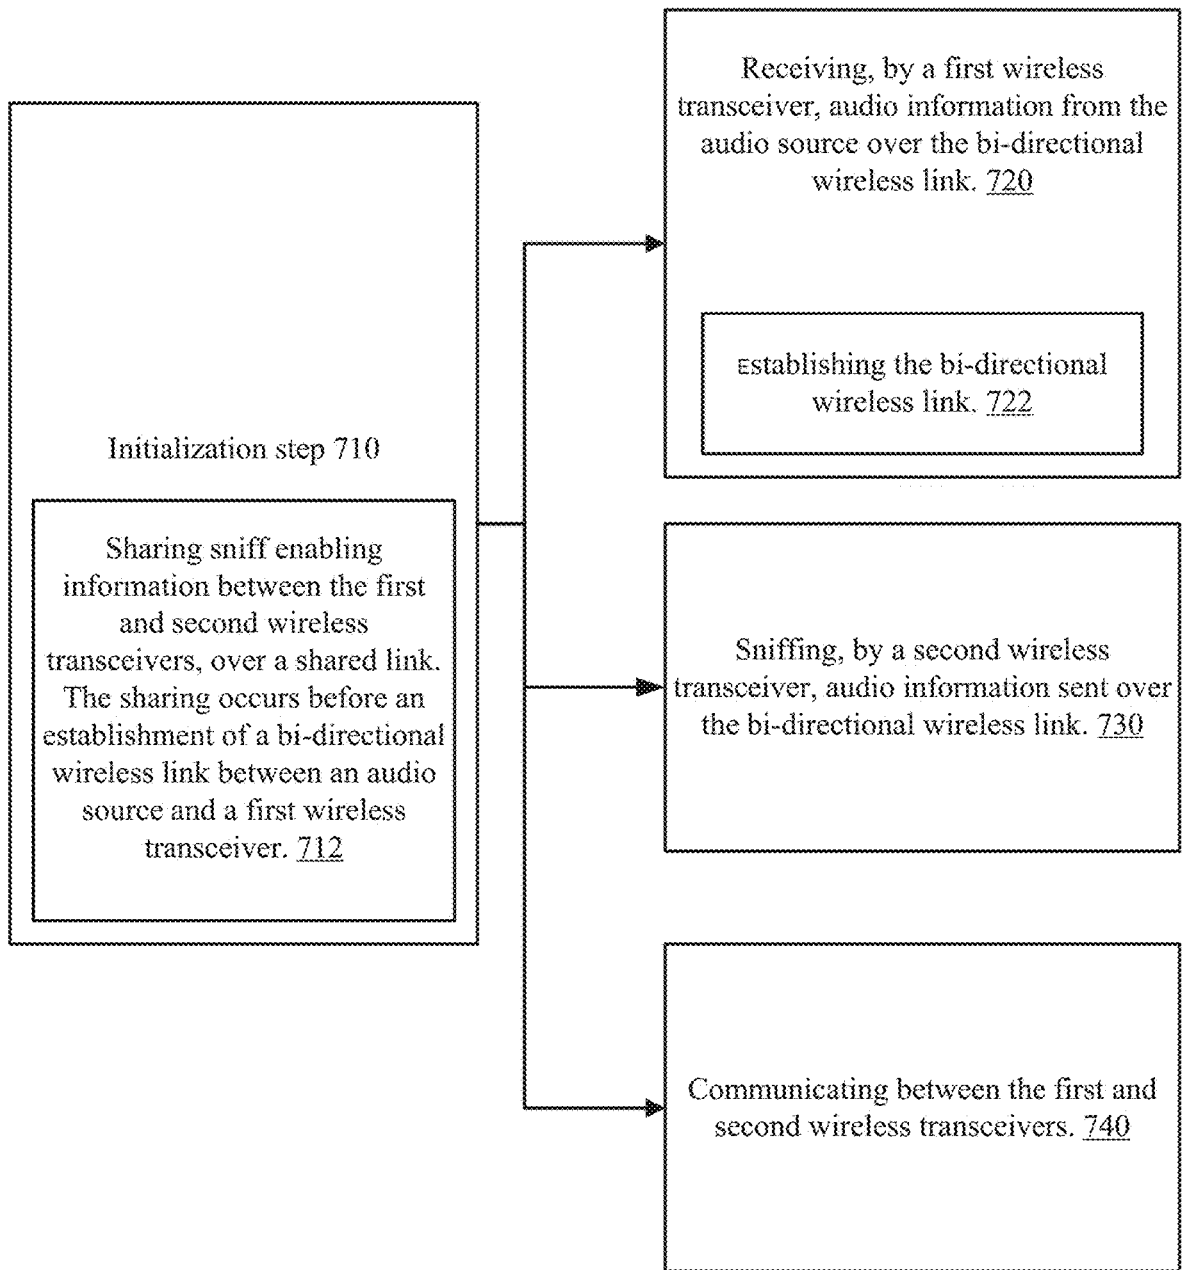 Initialization step 710
Sharing sniff enabling
information between the first
and second wireless
transceivers, over a shared link.
The sharing occurs before an
establishment of a bi-directional
wireless link between an audio
source and a first wireless
transceiver. 712
Receiving, by a first wireless
transceiver, audio information from the
audio source over the bi-directional
wireless link. 720
Establishing the bi-directional
wireless link. 722
Sniffing, by a second wireless
transceiver, audio information sent over
the bi-directional wireless link. 730
Communicating between the first and
second wireless transceivers. 740